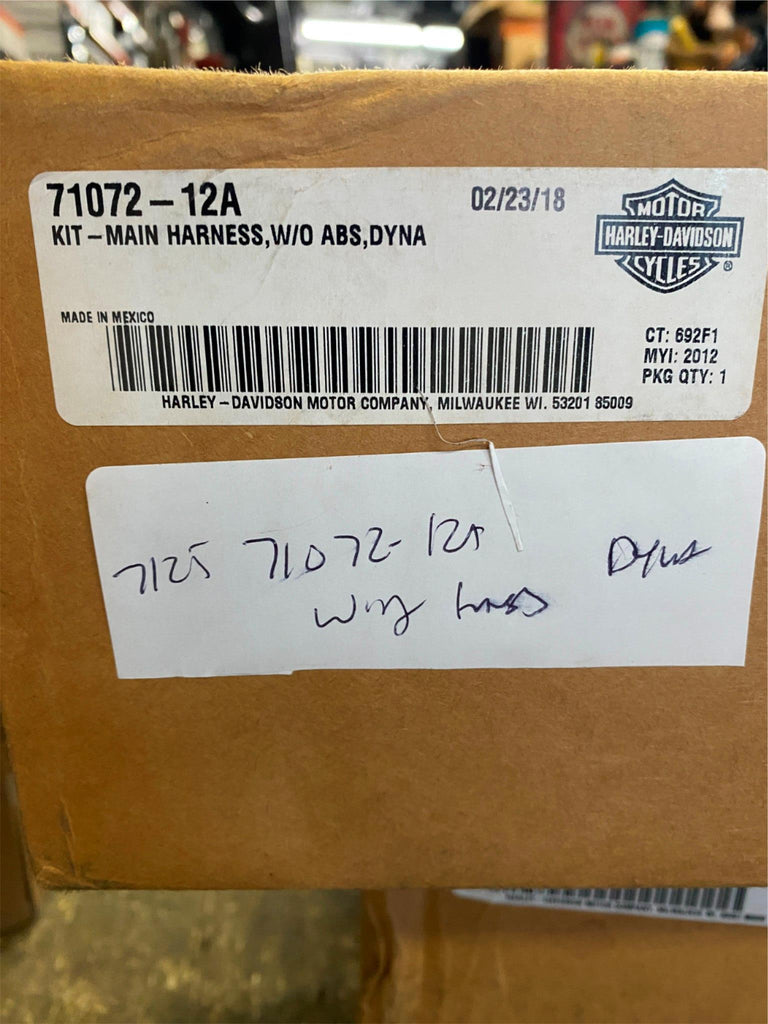 71072-12A
02/23/18
KIT-MAIN HARNESS,W/O ABS,DYNA
MOTOR
HARLEY-DAVIDSON
CYCLES
®
MADE IN MEXICO
CT: 692F1
MYI: 2012
PKG QTY: 1
HARLEY-DAVIDSON MOTOR COMPANY, MILWAUKEE WI. 53201 85009
7125 71072-12A Dyna